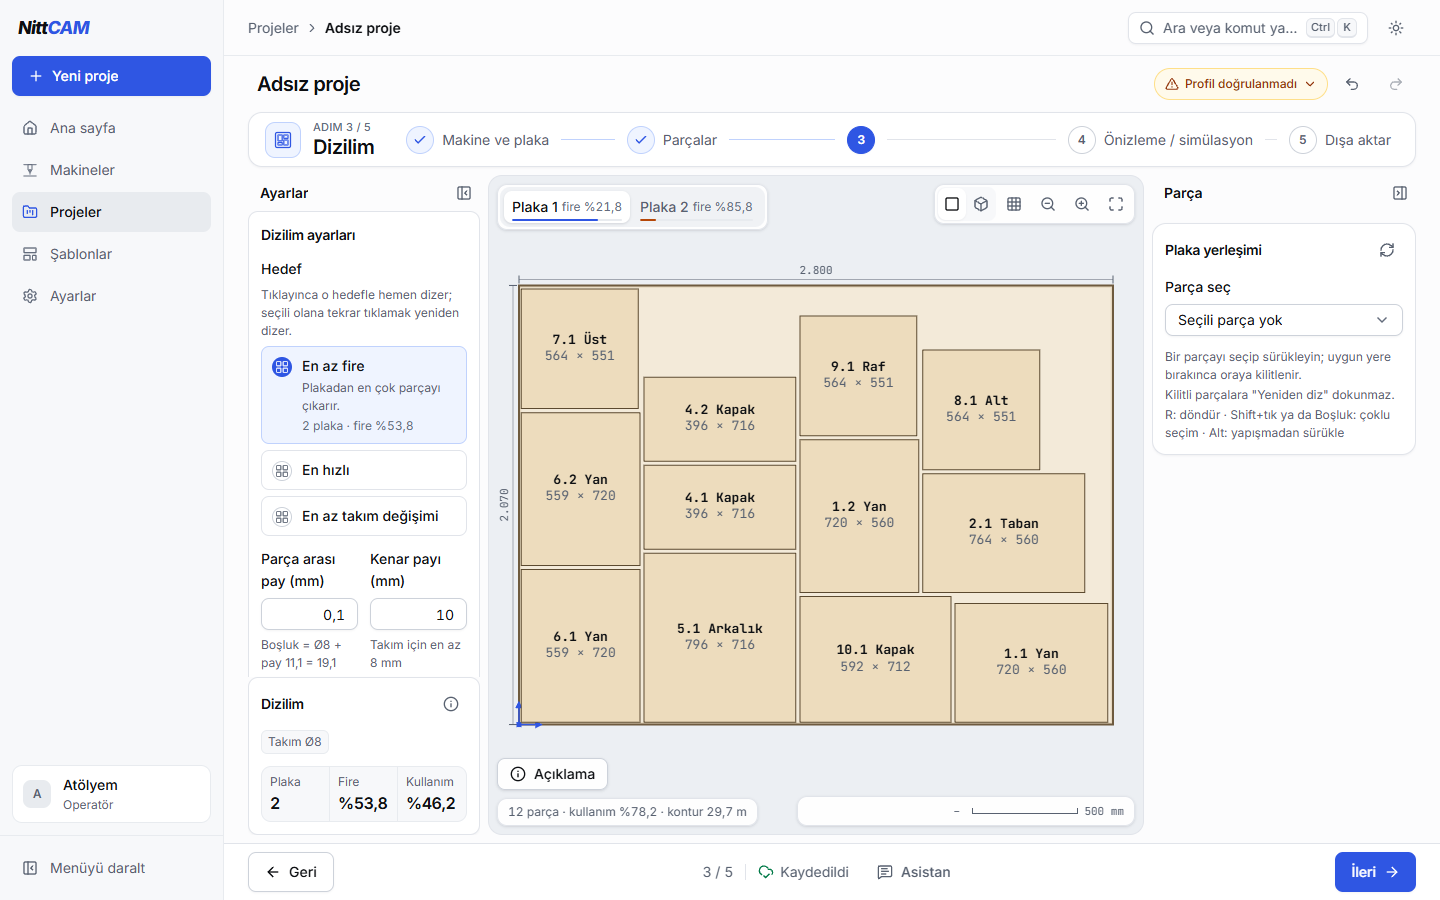 NittCAM
Yeni proje
Ana sayfa
Makineler
Projeler
Şablonlar
Ayarlar
A
Atölyem
Operatör
Menüyü daralt
Projeler
Adsız proje
Ara veya komut ya...
Ctrl
K
Adsız proje
Profil doğrulanmadı
ADIM 3 / 5
Dizilim
Makine ve plaka
Parçalar
3
4
Önizleme / simülasyon
5
Dışa aktar
Ayarlar
Dizilim ayarları
Hedef
Tıklayınca o hedefle hemen dizer;
seçili olana tekrar tıklamak yeniden
dizer.
En az fire
Plakadan en çok parçayı
çıkarır.
2 plaka · fire %53,8
En hızlı
En az takım değişimi
Parça arası
pay (mm)
Kenar payı
(mm)
0,1
10
Boşluk = Ø8 +
pay 11,1 = 19,1
Takım için en az
8 mm
Dizilim
Takım Ø8
Plaka
2
Fire
%53,8
Kullanım
%46,2
Plaka 1 fire %21,8
Plaka 2 fire %85,8
2.800
2.070
7.1 Üst
564 × 551
9.1 Raf
564 × 551
8.1 Alt
564 × 551
4.2 Kapak
396 × 716
6.2 Yan
559 × 720
4.1 Kapak
396 × 716
1.2 Yan
720 × 560
2.1 Taban
764 × 560
6.1 Yan
559 × 720
5.1 Arkalık
796 × 716
10.1 Kapak
592 × 712
1.1 Yan
720 × 560
Açıklama
12 parça · kullanım %78,2 · kontur 29,7 m
–
500 mm
Parça
Plaka yerleşimi
Parça seç
Seçili parça yok
Bir parçayı seçip sürükleyin; uygun yere
bırakınca oraya kilitlenir.
Kilitli parçalara "Yeniden diz" dokunmaz.
R: döndür · Shift+tık ya da Boşluk: çoklu
seçim · Alt: yapışmadan sürükle
Geri
3 / 5
Kaydedildi
Asistan
İleri